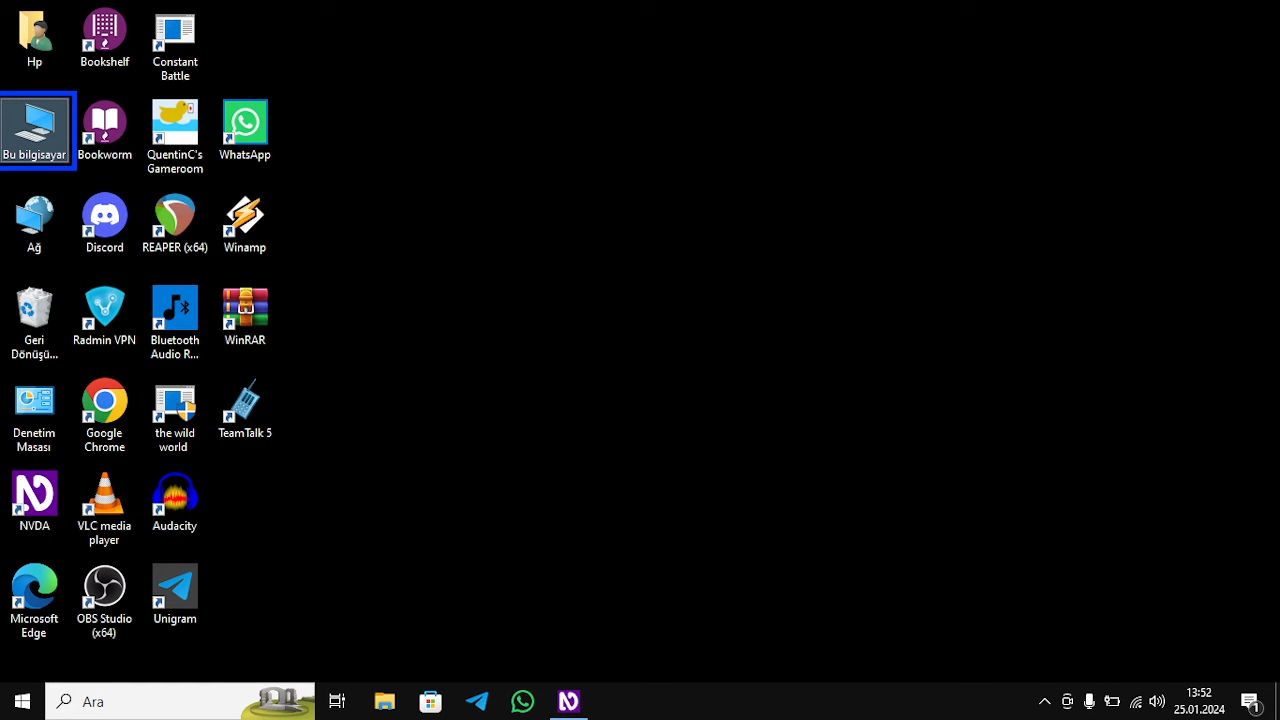 Hp
Bookshelf
Constant
Battle
Bu bilgisayar
Bookworm
QuentinC's
Gameroom
WhatsApp
Ağ
Discord
REAPER (x64)
Winamp
Geri
Dönüşü...
Radmin VPN
Bluetooth
Audio R...
WinRAR
Denetim
Masası
Google
Chrome
the wild
world
TeamTalk 5
NVDA
VLC media
player
Audacity
Microsoft
Edge
OBS Studio
(x64)
Unigram
Ara
13:52
25.01.2024
1